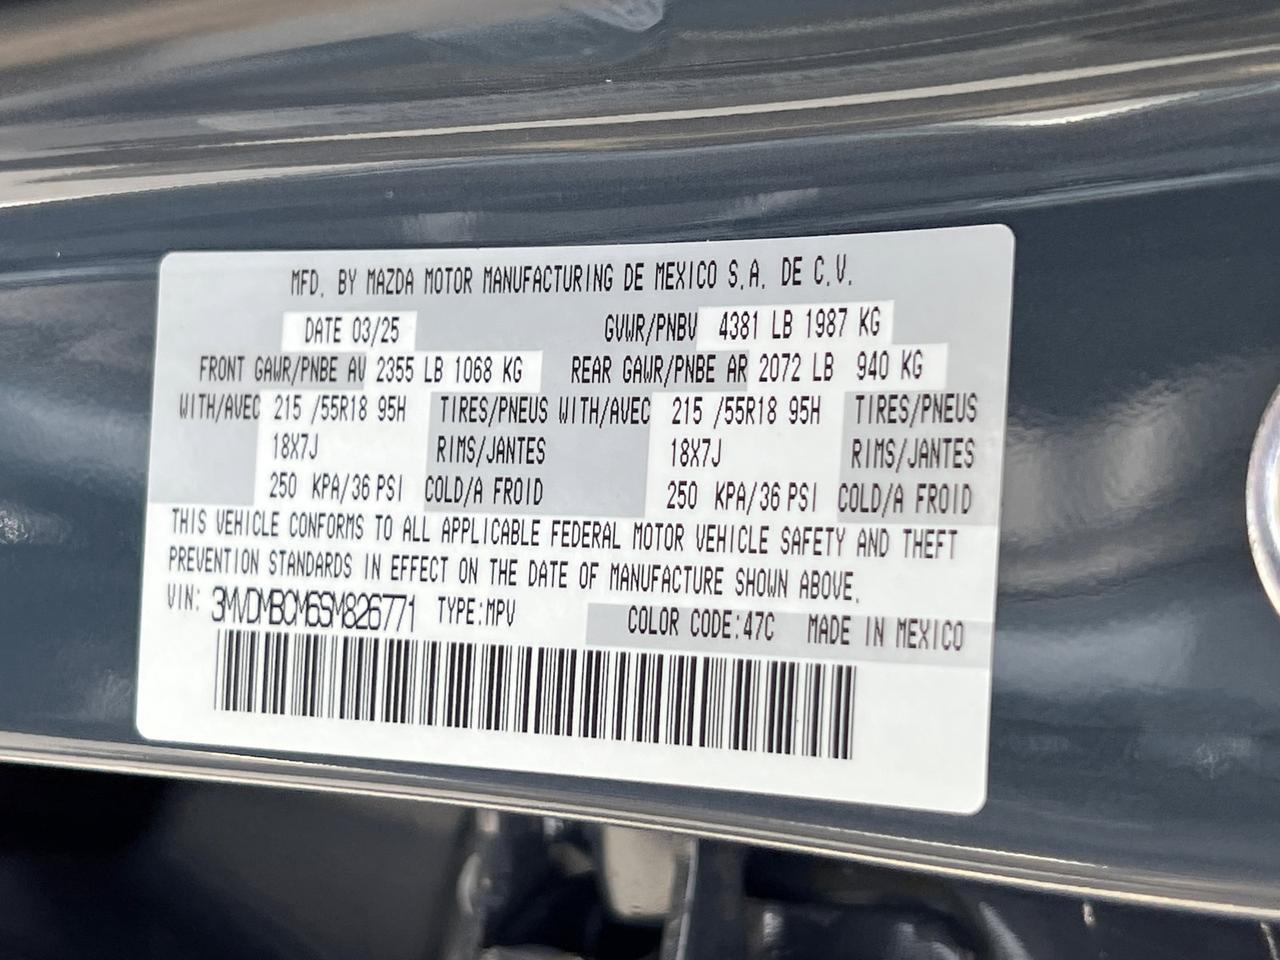 MFD. BY MAZDA MOTOR MANUFACTURING DE MEXICO S.A. DE C.V.
DATE 03/25 GVWR/PNBV 4381 LB 1987 KG
FRONT GAWR/PNBE AV 2355 LB 1068 KG REAR GAWR/PNBE AR 2072 LB 940 KG
WITH/AVEC 215 /55R18 95H TIRES/PNEUS WITH/AVEC 215 /55R18 95H TIRES/PNEUS
18X7J RIMS/JANTES 18X7J RIMS/JANTES
250 KPA/36 PSI COLD/A FROID 250 KPA/36 PSI COLD/A FROID
THIS VEHICLE CONFORMS TO ALL APPLICABLE FEDERAL MOTOR VEHICLE SAFETY AND THEFT
PREVENTION STANDARDS IN EFFECT ON THE DATE OF MANUFACTURE SHOWN ABOVE.
VIN: 3MVDMBCM6SM826771 TYPE:MPV COLOR CODE:47C MADE IN MEXICO